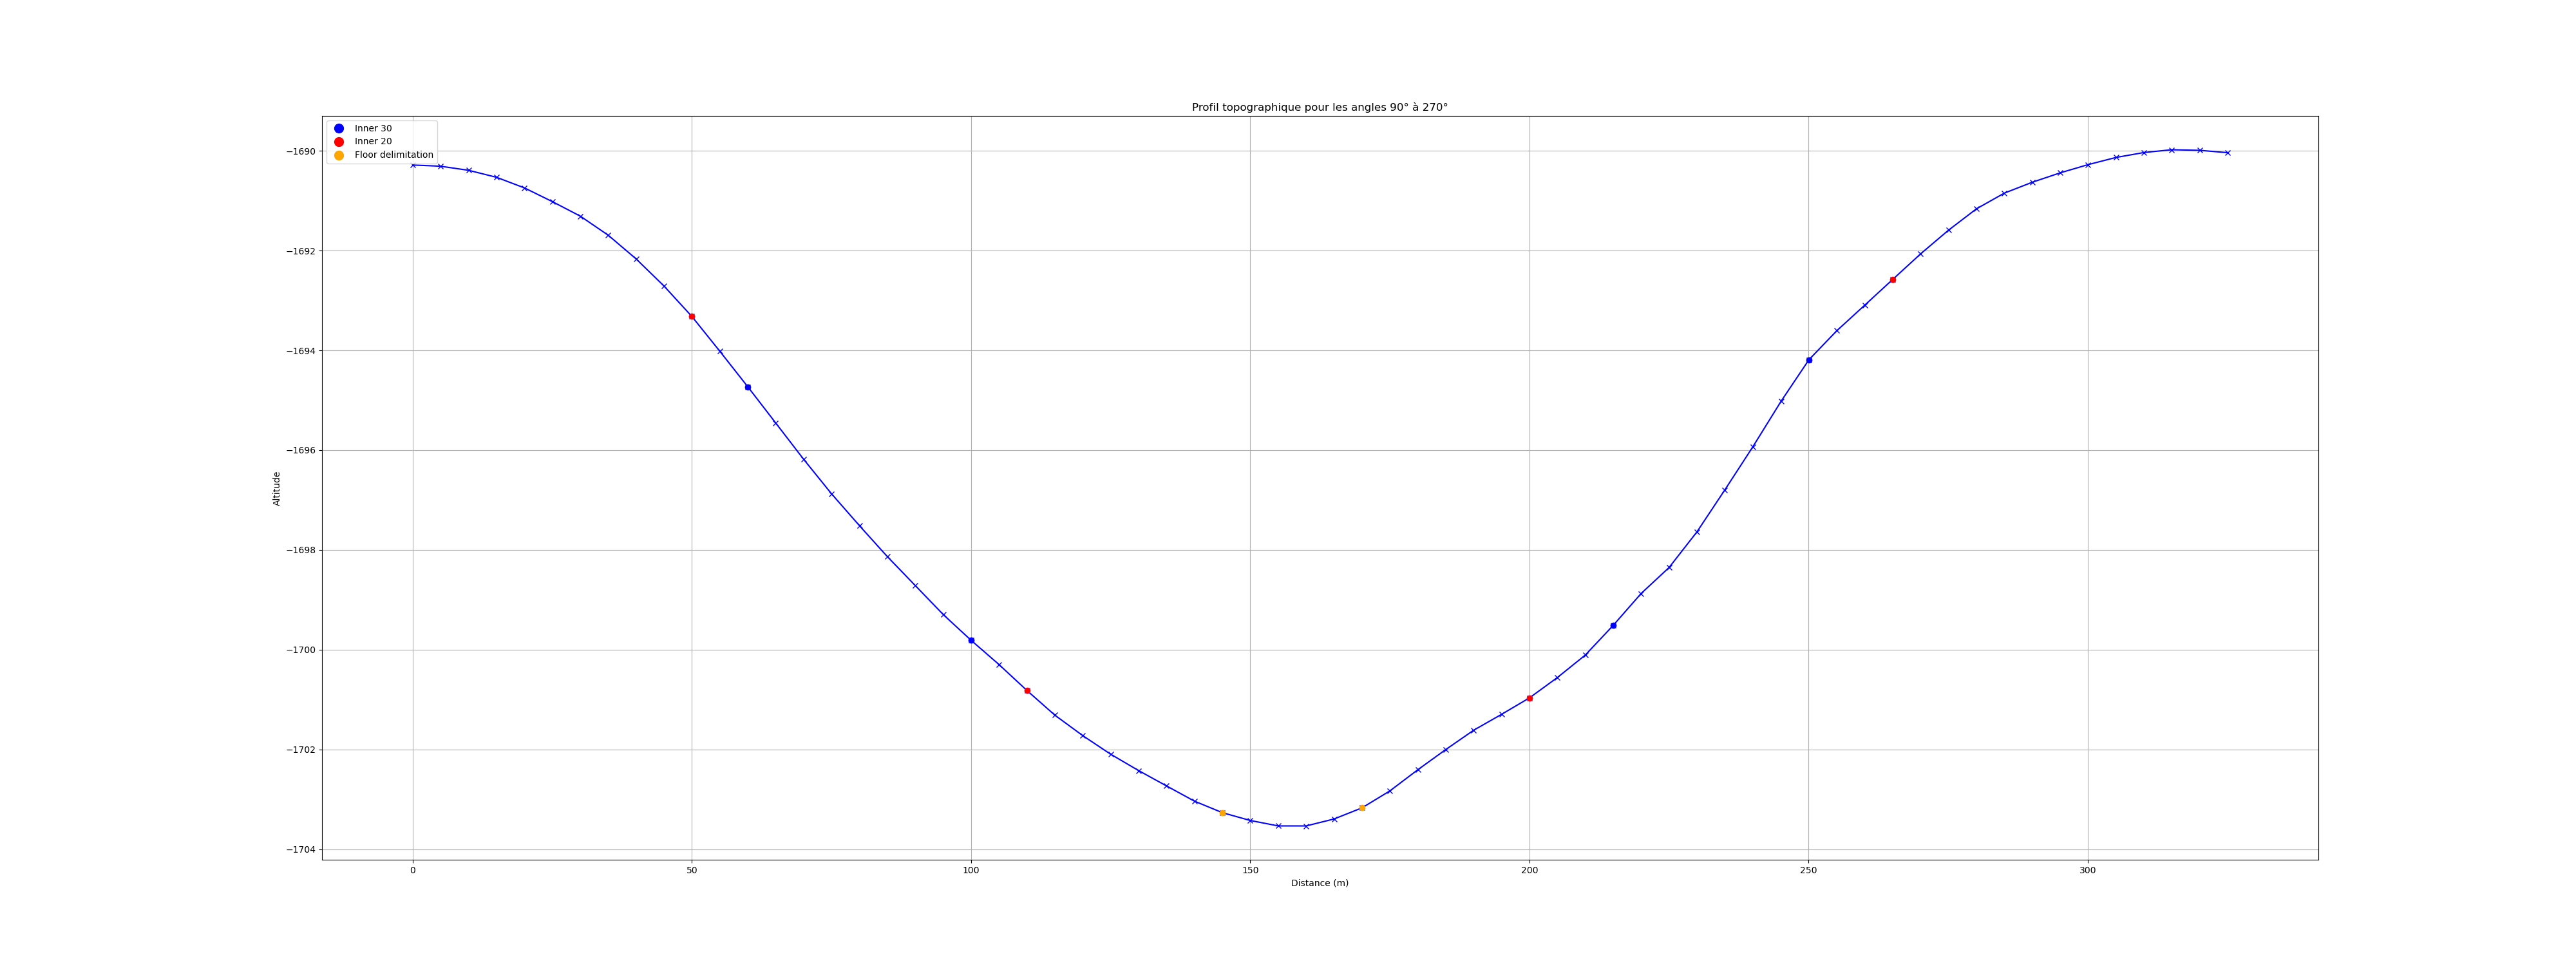 Profil topographique pour les angles 90° à 270°
Inner 30
Inner 20
Floor delimitation
−1690
−1692
−1694
−1696
−1698
−1700
−1702
−1704
Altitude
0 50 100 150 200 250 300
Distance (m)